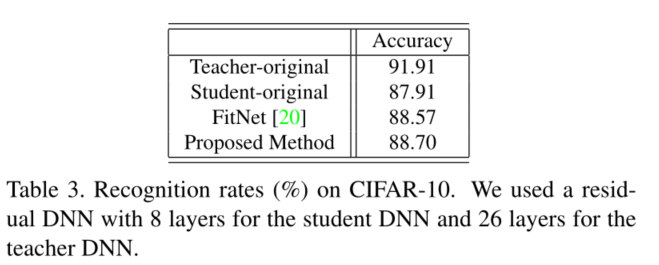 Accuracy
Teacher-original 91.91
Student-original 87.91
FitNet [20] 88.57
Proposed Method 88.70
Table 3. Recognition rates (%) on CIFAR-10. We used a resid-
ual DNN with 8 layers for the student DNN and 26 layers for the
teacher DNN.